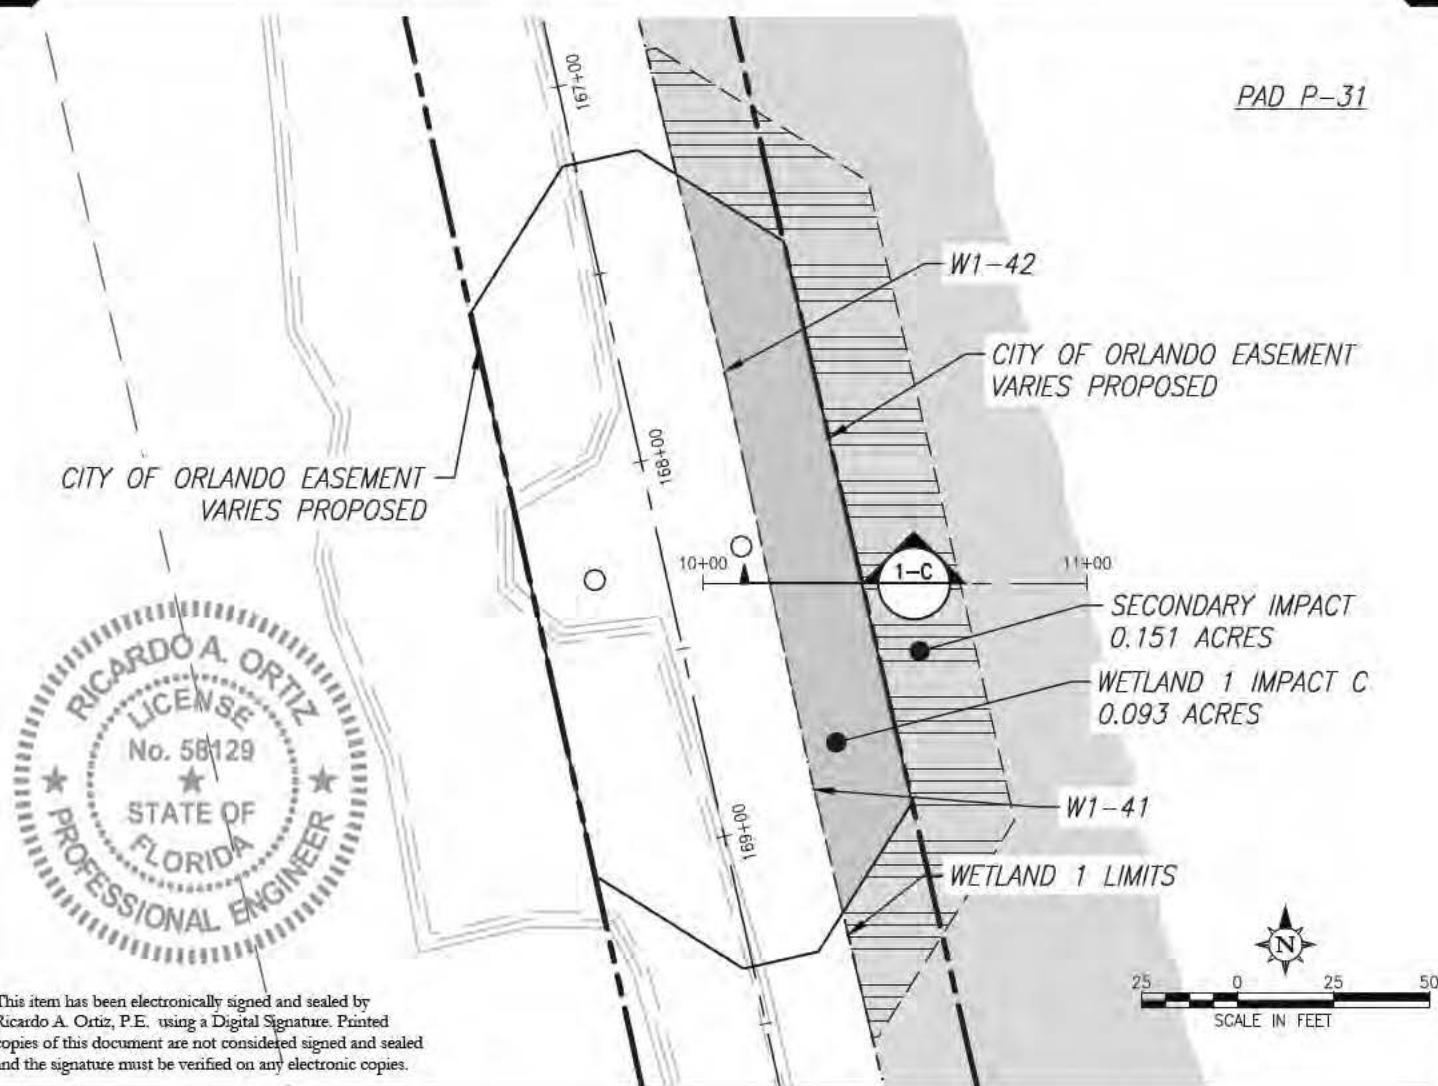 PAD P-31
167+00
W1-42
CITY OF ORLANDO EASEMENT
VARIES PROPOSED
168+00
CITY OF ORLANDO EASEMENT
VARIES PROPOSED
10+00
1-C
11+00
SECONDARY IMPACT
0.151 ACRES
WETLAND 1 IMPACT C
0.093 ACRES
W1-41
169+00
WETLAND 1 LIMITS
RICARDO A. ORTIZ
LICENSE
No. 58129
STATE OF
FLORIDA
PROFESSIONAL ENGINEER
N
25 0 25 50
SCALE IN FEET
This item has been electronically signed and sealed by
Ricardo A. Ortiz, P.E. using a Digital Signature. Printed
copies of this document are not considered signed and sealed
and the signature must be verified on any electronic copies.